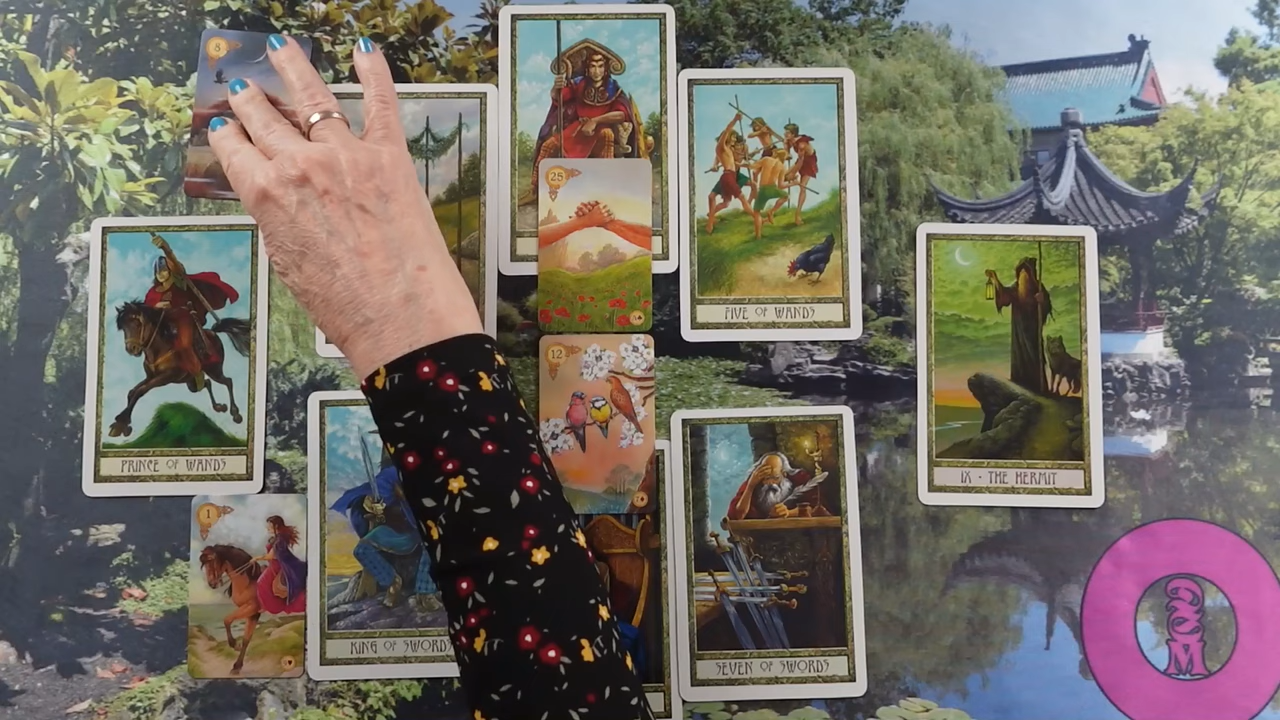 8
25
FIVE OF WANDS
PRINCE OF WANDS
12
IX · THE HERMIT
1
KING OF SWORDS
SEVEN OF SWORDS